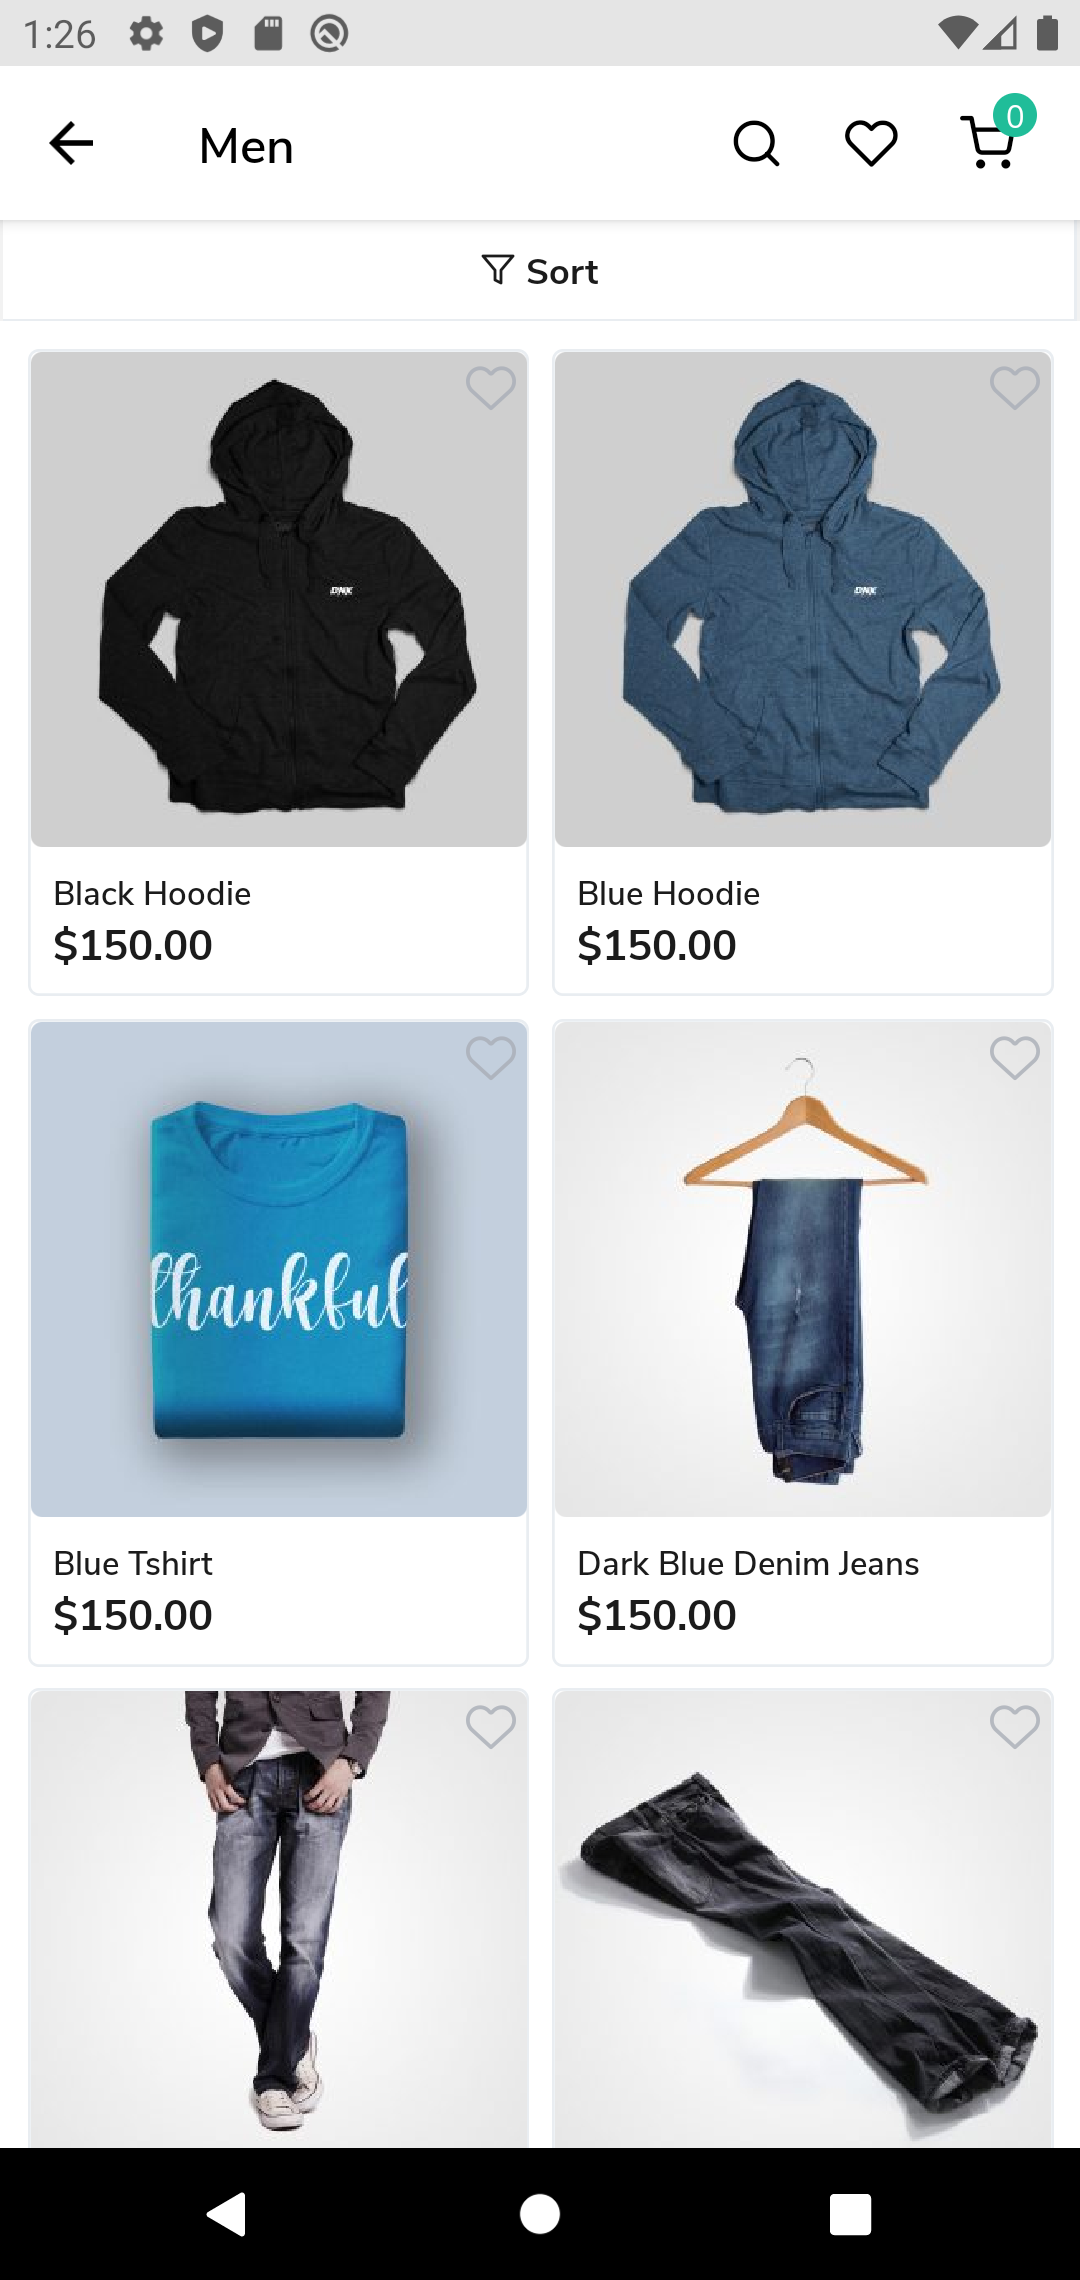 1:26
Men
0
Sort
DNK
DNK
Black Hoodie
$150.00
Blue Hoodie
$150.00
thankful
Blue Tshirt
$150.00
Dark Blue Denim Jeans
$150.00